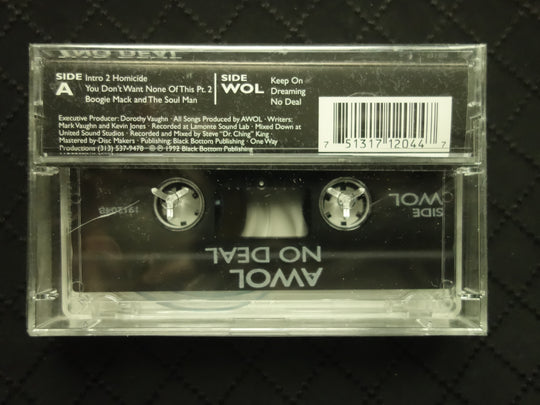 SIDE A
Intro 2 Homicide
You Don't Want None Of This Pt. 2
Boogie Mack and The Soul Man
SIDE WOL
Keep On
Dreaming
No Deal
Executive Producer: Dorothy Vaughn · All Songs Produced by AWOL · Writers:
Mark Vaughn and Kevin Jones · Recorded at Lamonte Sound Lab · Mixed Down at
United Sound Studios · Recorded and Mixed by Steve "Dr. Ching" King
Mastered by Disc Makers · Publishing: Black Bottom Publishing · One Way
Productions (313) 537-9470 © ℗ 1992 Black Bottom Publishing
7 51317 12044 7
SIDE
WOL
AWOL
NO DEAL